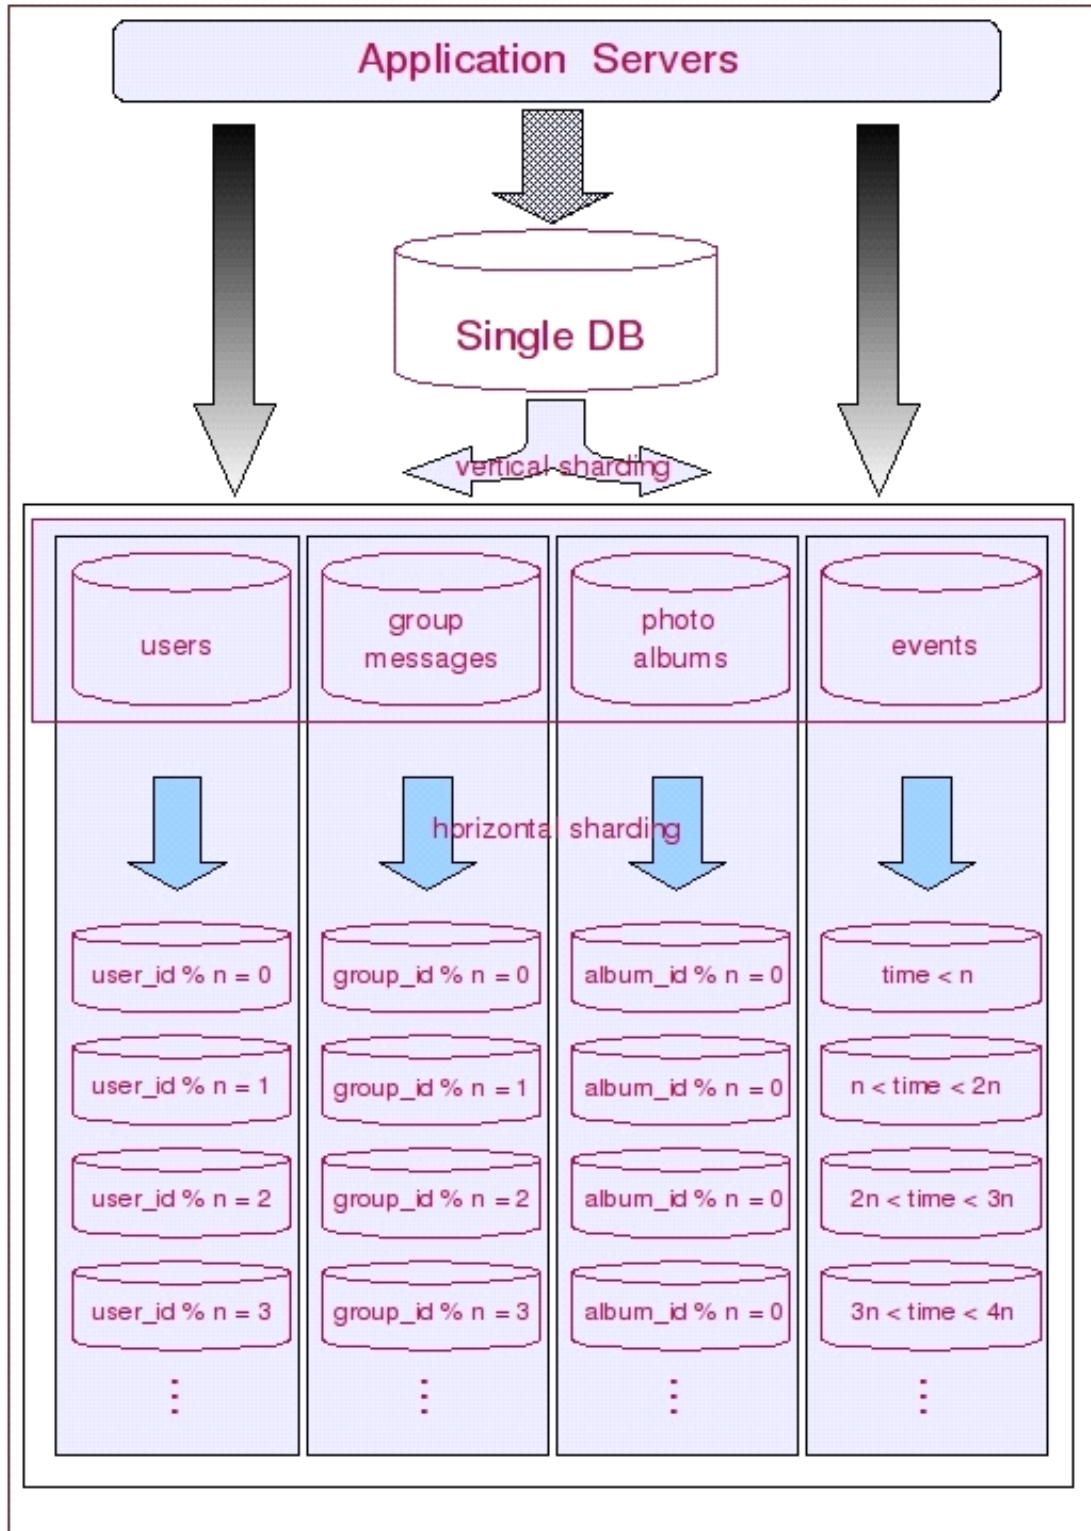 Application Servers
Single DB
vertical sharding
users
group
messages
photo
albums
events
horizontal sharding
user_id % n = 0
group_id % n = 0
album_id % n = 0
time < n
user_id % n = 1
group_id % n = 1
album_id % n = 0
n < time < 2n
user_id % n = 2
group_id % n = 2
album_id % n = 0
2n < time < 3n
user_id % n = 3
group_id % n = 3
album_id % n = 0
3n < time < 4n
⋮
⋮
⋮
⋮